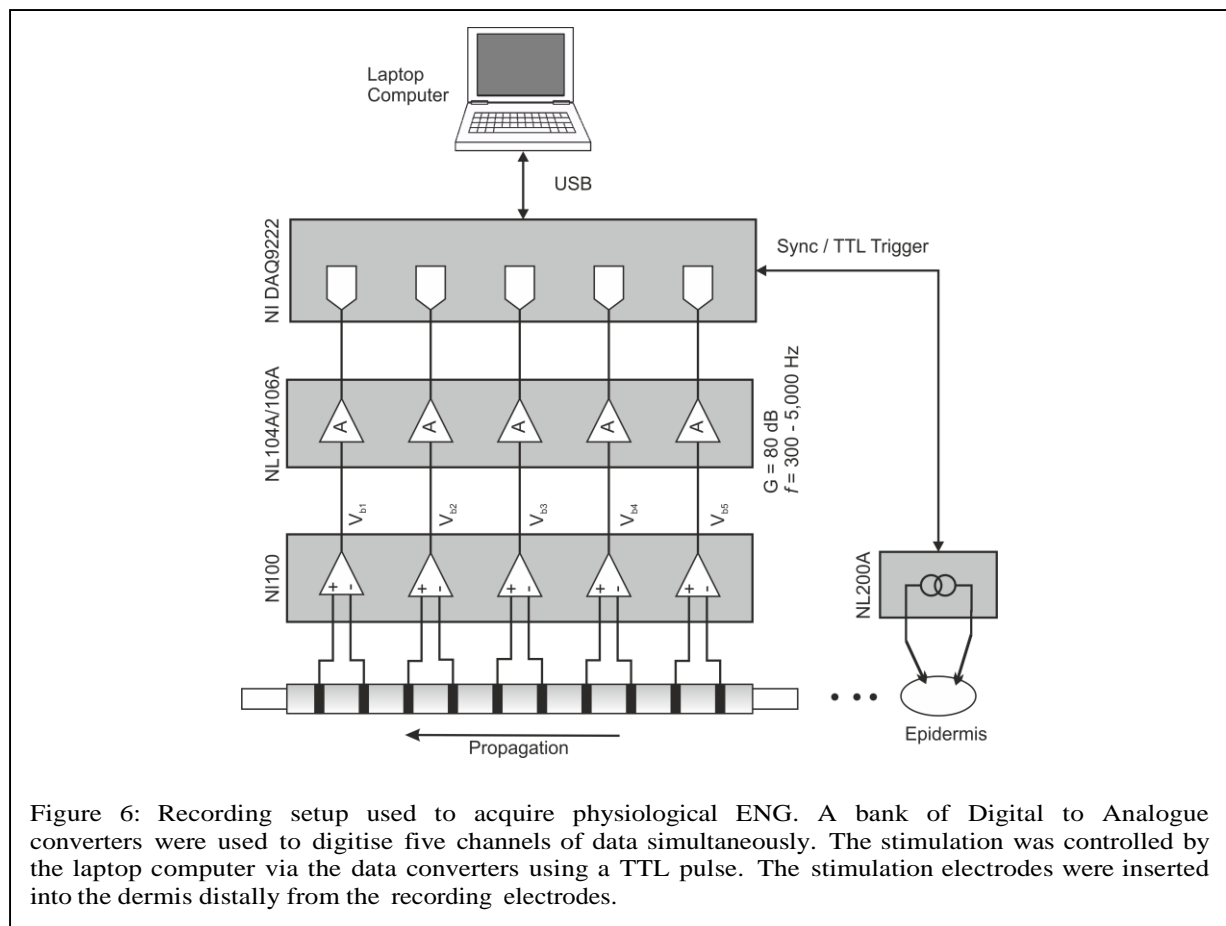 Laptop
Computer
USB
NI DAQ9222
Sync / TTL Trigger
NL104A/106A
A
A
A
A
A
G = 80 dB
f = 300 - 5,000 Hz
Vb1
Vb2
Vb3
Vb4
Vb5
NI100
+ -
+ -
+ -
+ -
+ -
NL200A
Propagation
• • •
Epidermis
Figure 6: Recording setup used to acquire physiological ENG. A bank of Digital to Analogue
converters were used to digitise five channels of data simultaneously. The stimulation was controlled by
the laptop computer via the data converters using a TTL pulse. The stimulation electrodes were inserted
into the dermis distally from the recording electrodes.